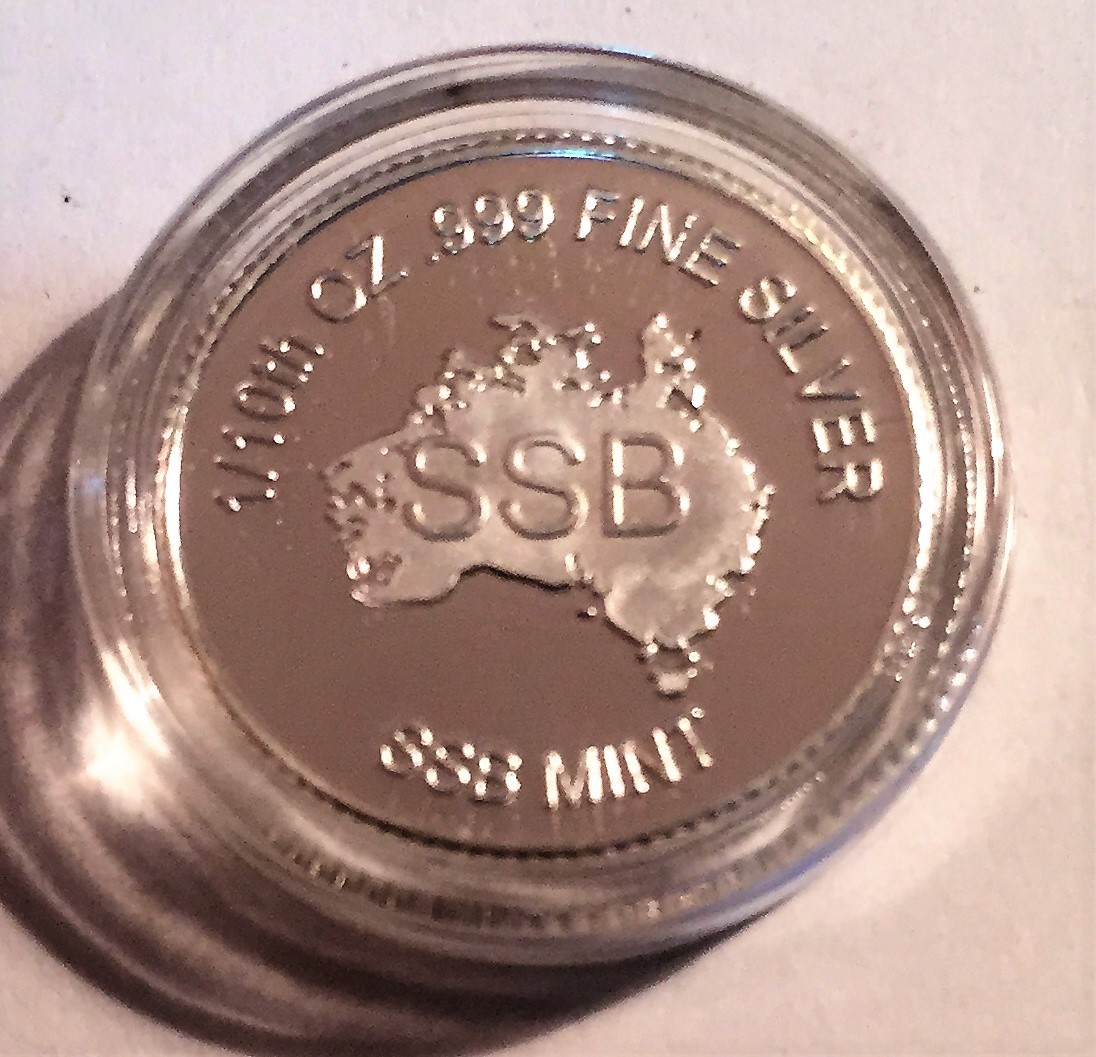 1/10th OZ .999 FINE SILVER
SSB
SSB MINT